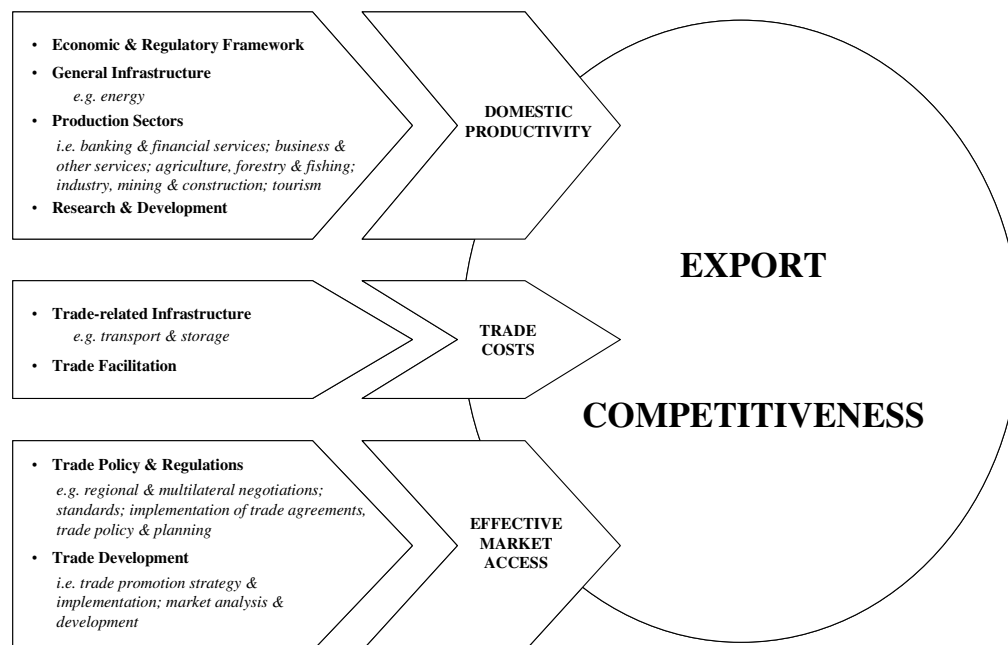 • Economic & Regulatory Framework
• General Infrastructure
e.g. energy
• Production Sectors
i.e. banking & financial services; business &
other services; agriculture, forestry & fishing;
industry, mining & construction; tourism
• Research & Development
DOMESTIC
PRODUCTIVITY
• Trade-related Infrastructure
e.g. transport & storage
• Trade Facilitation
TRADE
COSTS
• Trade Policy & Regulations
e.g. regional & multilateral negotiations;
standards; implementation of trade agreements,
trade policy & planning
• Trade Development
i.e. trade promotion strategy &
implementation; market analysis &
development
EFFECTIVE
MARKET
ACCESS
EXPORT
COMPETITIVENESS